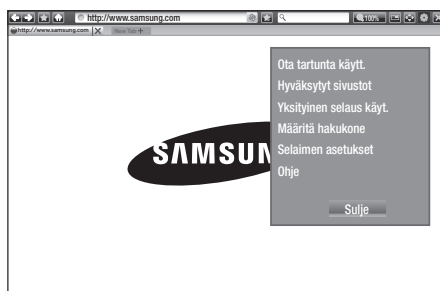 http://www.samsung.com
100%
http://www.samsung.com New Tab
Ota tartunta käytt.
Hyväksytyt sivustot
Yksityinen selaus käyt.
Määritä hakukone
Selaimen asetukset
Ohje
SAMSUN
Sulje